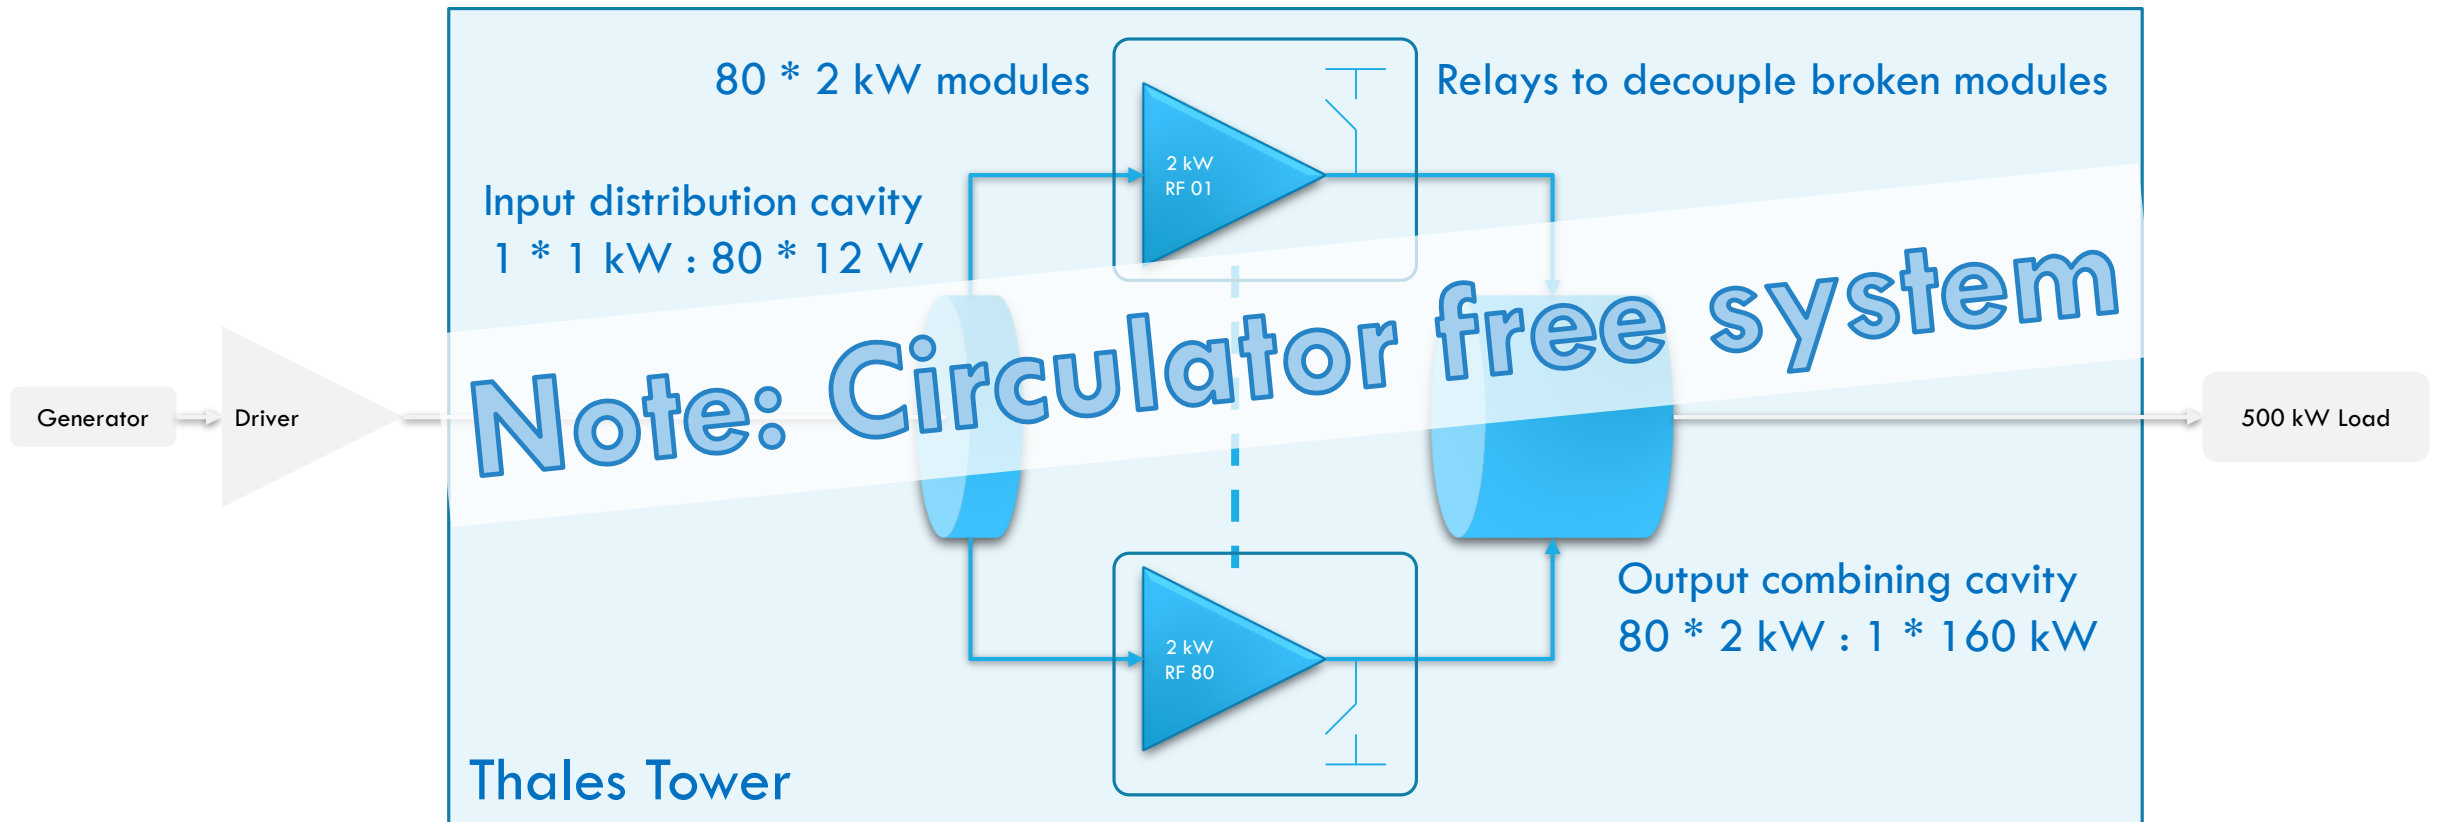 80 * 2 kW modules
Relays to decouple broken modules
2 kW
RF 01
Input distribution cavity
1 * 1 kW : 80 * 12 W
Note: Circulator free system
Generator
Driver
500 kW Load
Output combining cavity
80 * 2 kW : 1 * 160 kW
2 kW
RF 80
Thales Tower